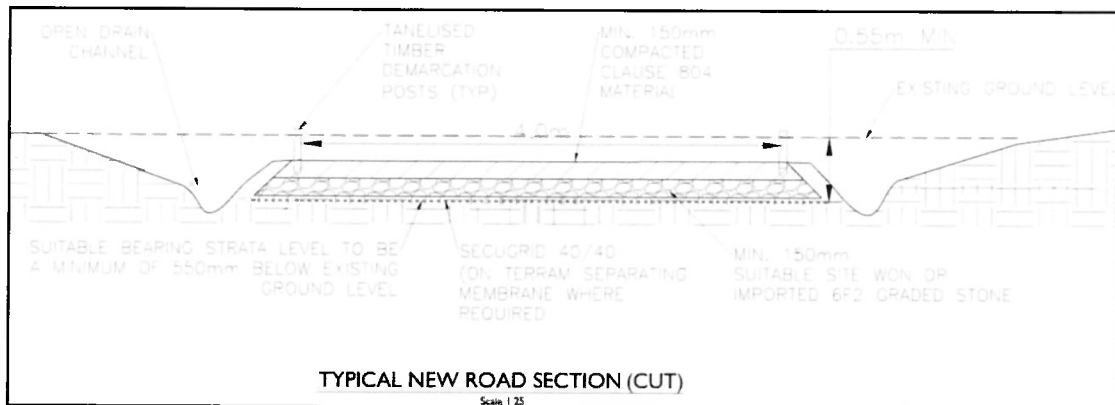 OPEN DRAIN
CHANNEL
TANELISED
TIMBER
DEMARCATION
POSTS (TYP)
MIN. 150mm
COMPACTED
CLAUSE 804
MATERIAL
0.55m MIN
EXISTING GROUND LEVEL
4.0m
SUITABLE BEARING STRATA LEVEL TO BE
A MINIMUM OF 550mm BELOW EXISTING
GROUND LEVEL
SECUGRID 40/40
(ON TERRAM SEPARATING
MEMBRANE WHERE
REQUIRED
MIN. 150mm
SUITABLE SITE WON OR
IMPORTED 6F2 GRADED STONE
TYPICAL NEW ROAD SECTION (CUT)
Scale 1 25